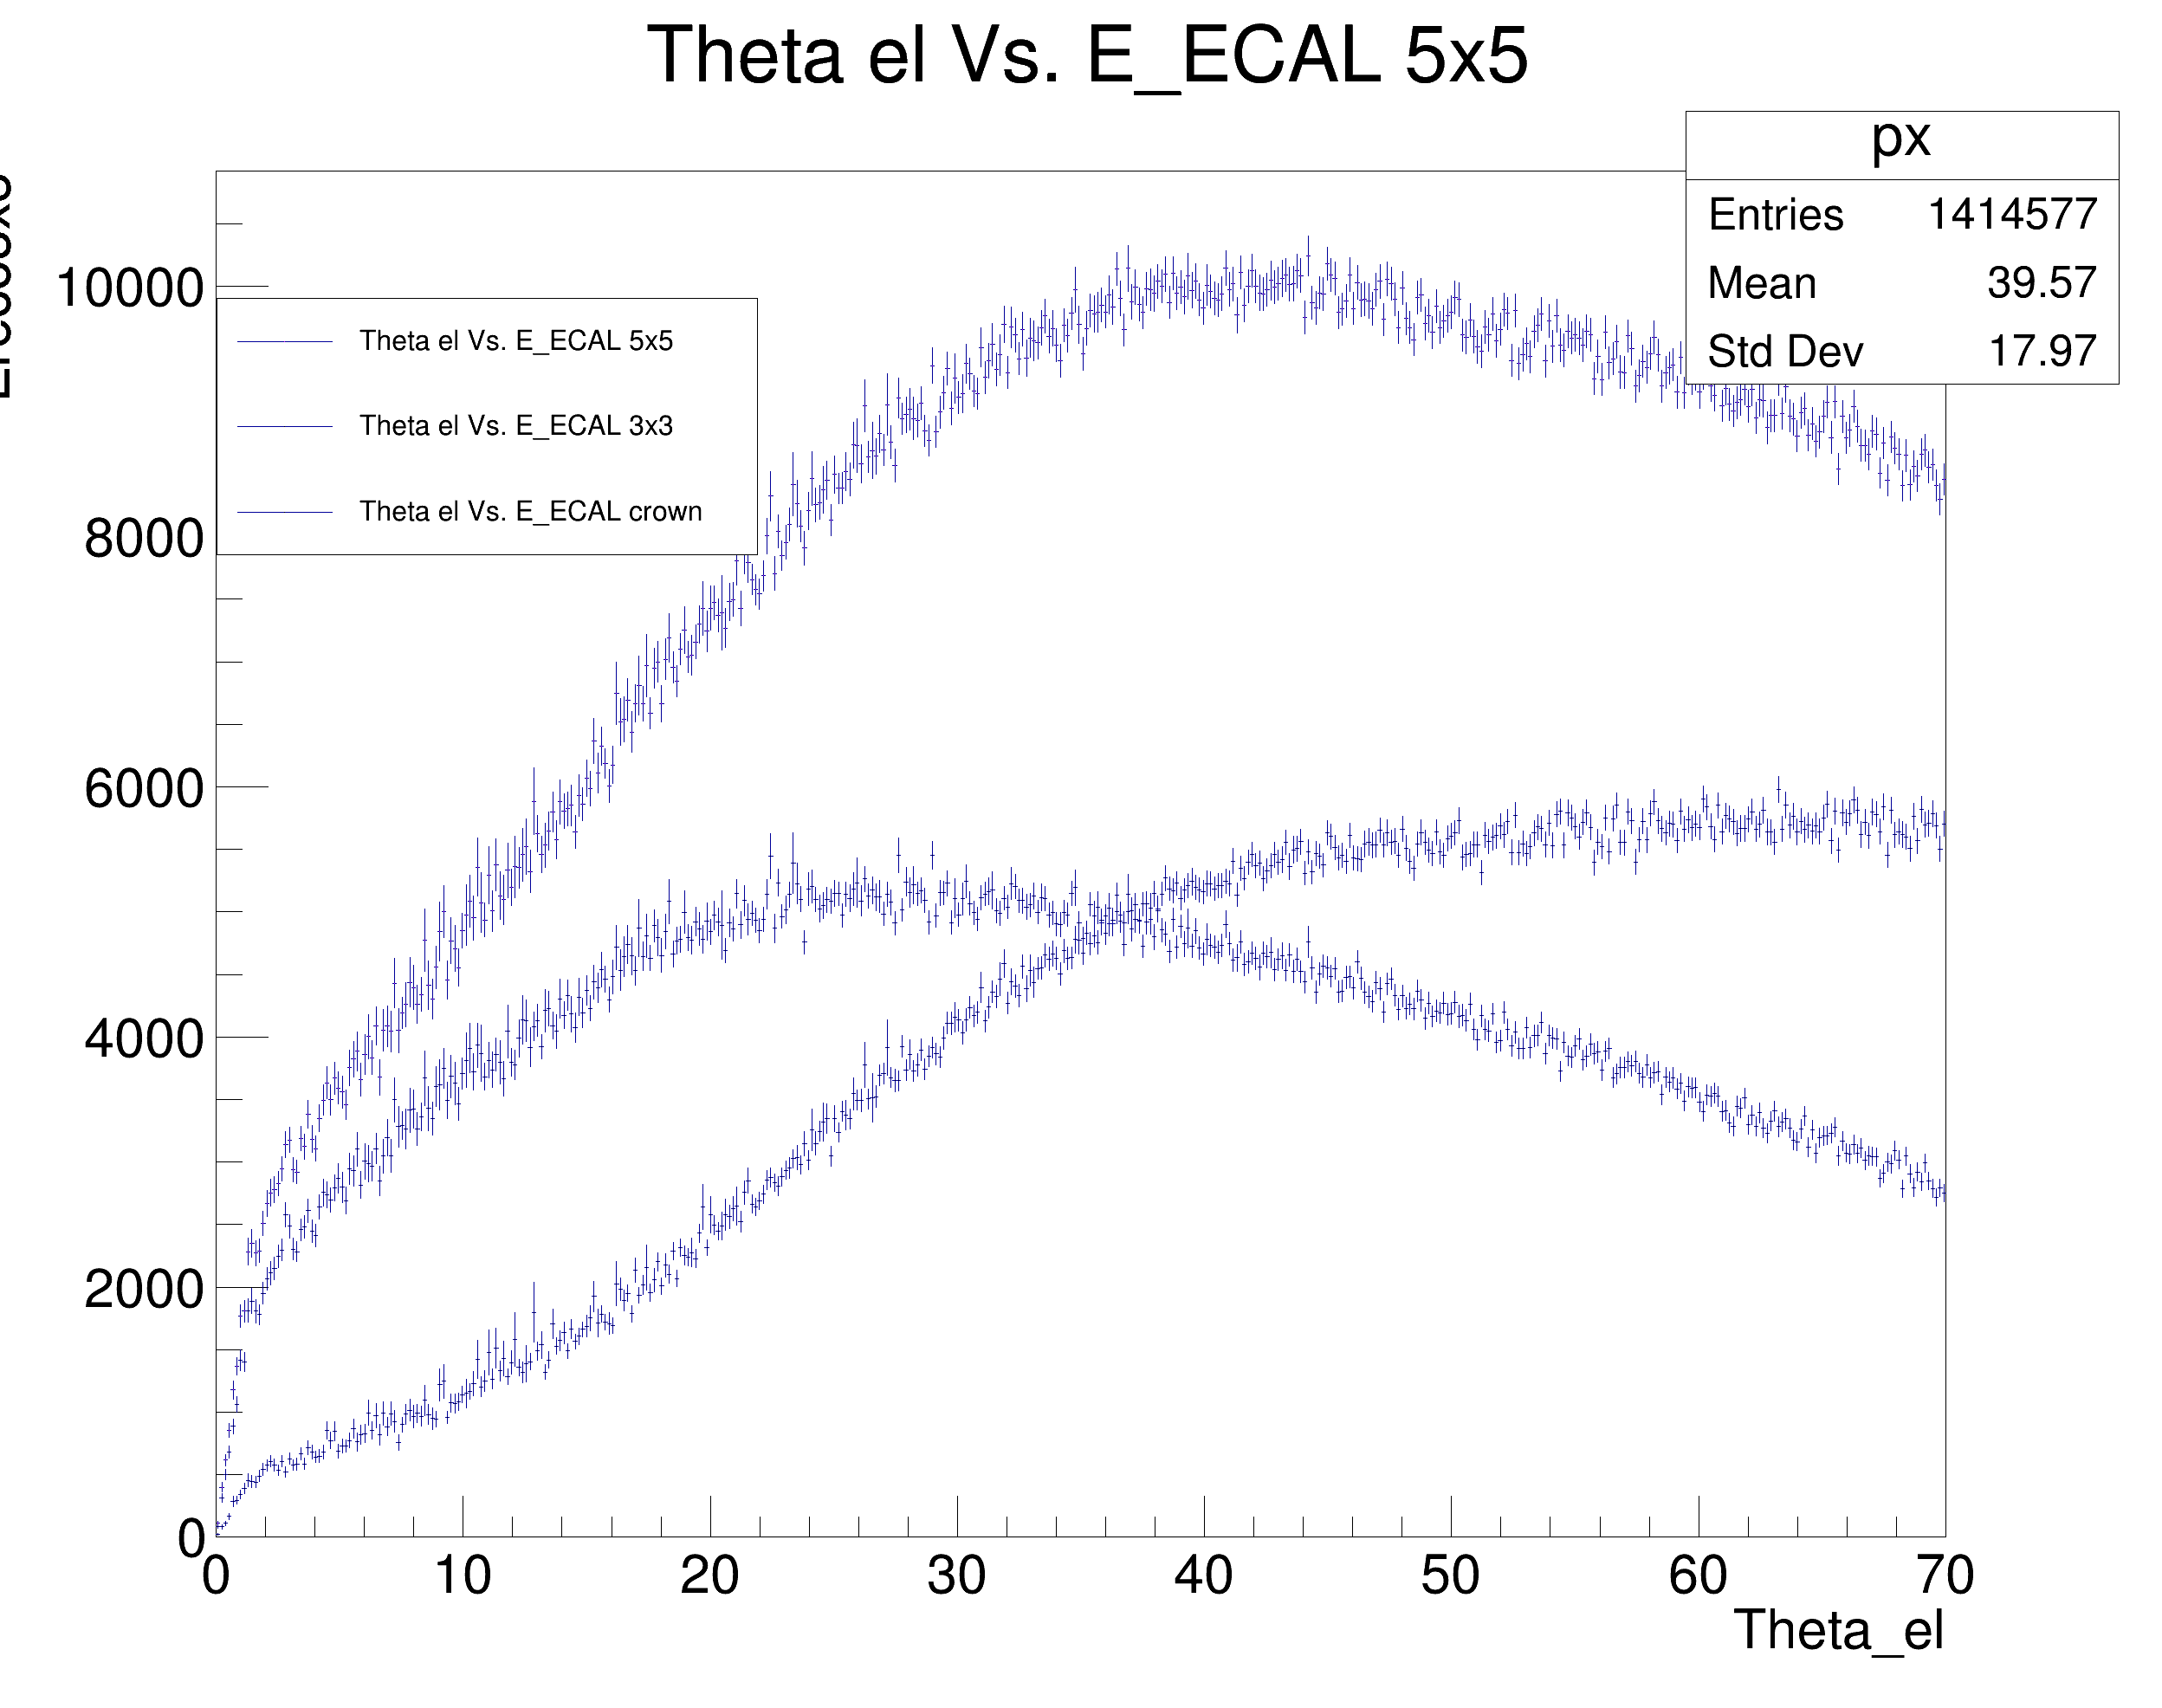 Theta el Vs. E_ECAL 5x5
px
Entries 1414577
Mean 39.57
Std Dev 17.97
10000
8000
6000
4000
2000
0
Theta el Vs. E_ECAL 5x5
Theta el Vs. E_ECAL 3x3
Theta el Vs. E_ECAL crown
0 10 20 30 40 50 60 70
Theta_el